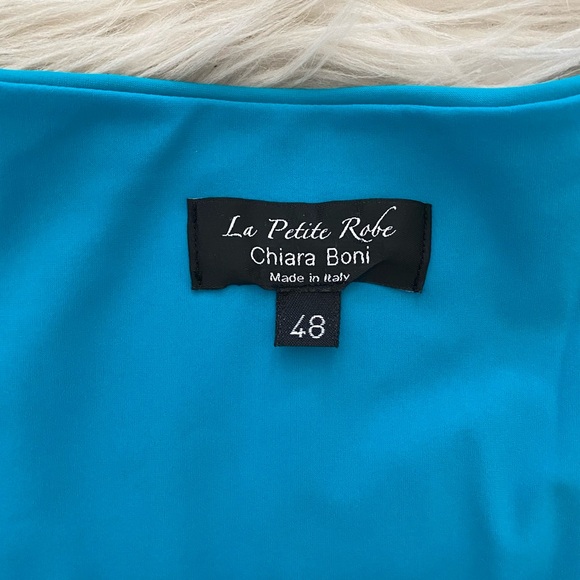 La Petite Robe
Chiara Boni
Made in Italy
48